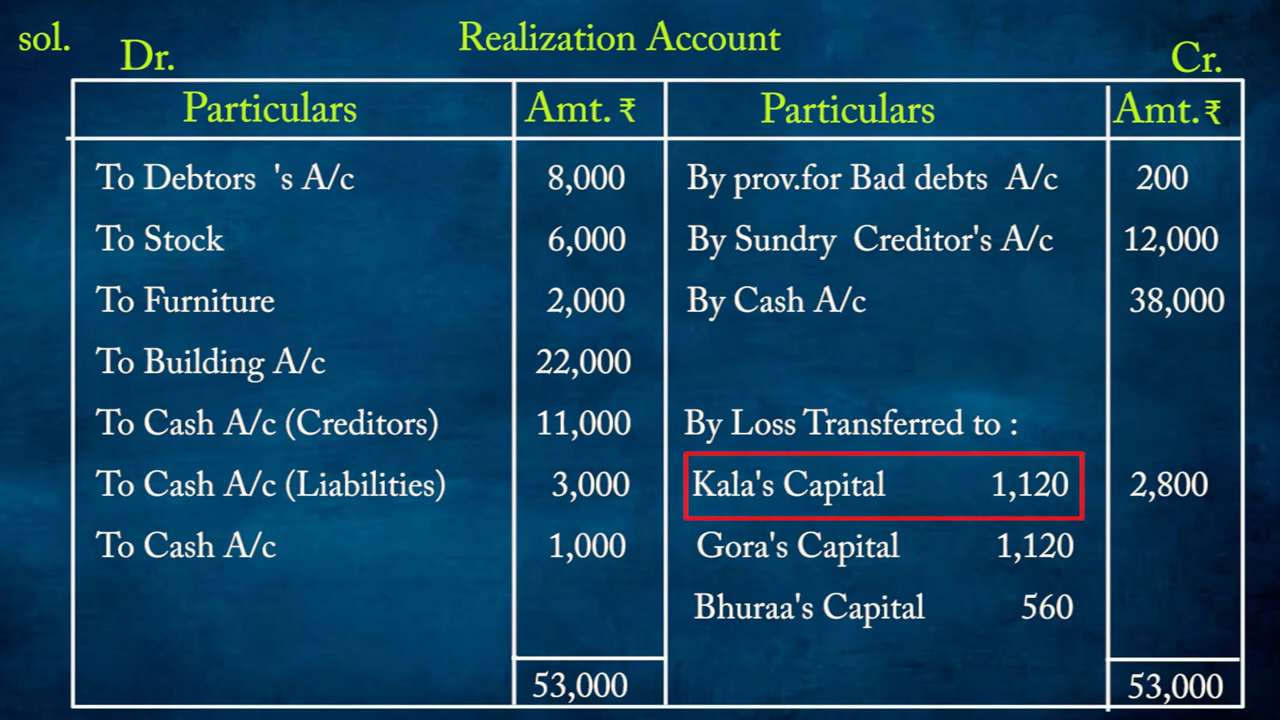 sol.
Dr.
Realization Account
Cr.
Particulars Amt. ₹ Particulars Amt. ₹
To Debtors 's A/c 8,000 By prov.for Bad debts A/c 200
To Stock 6,000 By Sundry Creditor's A/c 12,000
To Furniture 2,000 By Cash A/c 38,000
To Building A/c 22,000
To Cash A/c (Creditors) 11,000 By Loss Transferred to :
To Cash A/c (Liabilities) 3,000 Kala's Capital 1,120 2,800
To Cash A/c 1,000 Gora's Capital 1,120
Bhuraa's Capital 560
53,000 53,000